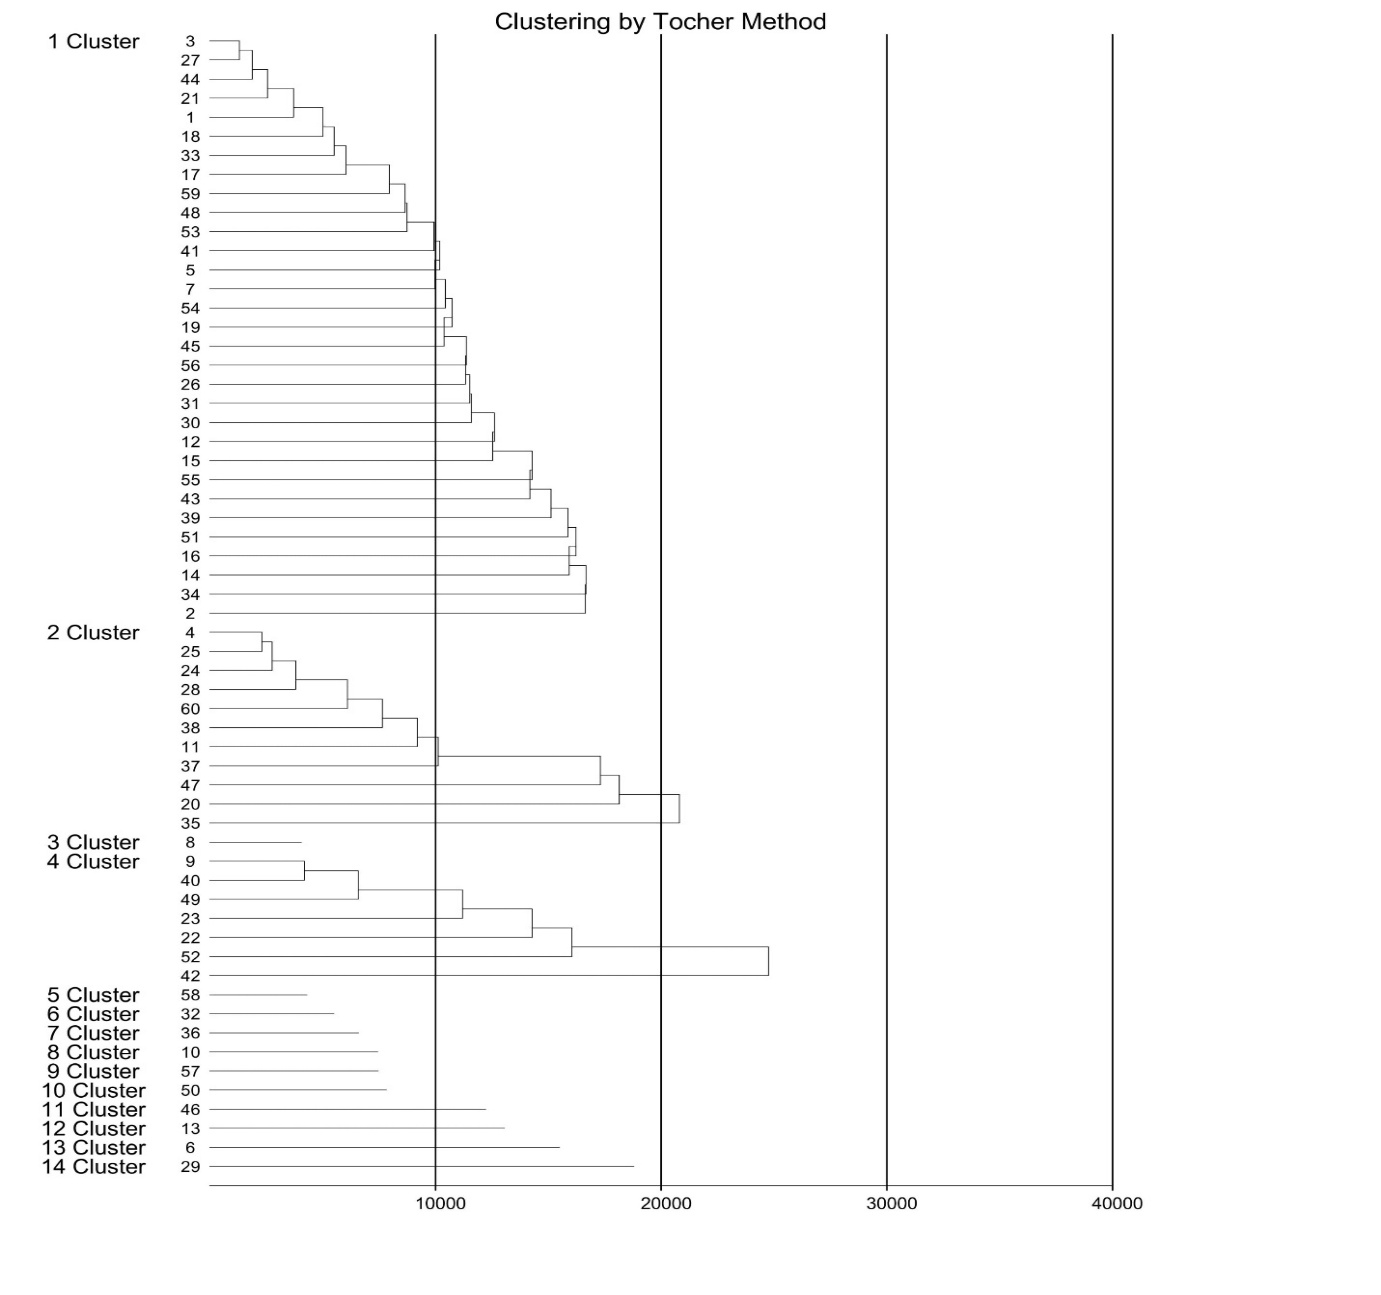 Clustering by Tocher Method
1 Cluster 3
27
44
21
1
18
33
17
59
48
53
41
5
7
54
19
45
56
26
31
30
12
15
55
43
39
51
16
14
34
2
2 Cluster 4
25
24
28
60
38
11
37
47
20
35
3 Cluster 8
4 Cluster 9
40
49
23
22
52
42
5 Cluster 58
6 Cluster 32
7 Cluster 36
8 Cluster 10
9 Cluster 57
10 Cluster 50
11 Cluster 46
12 Cluster 13
13 Cluster 6
14 Cluster 29
10000 20000 30000 40000